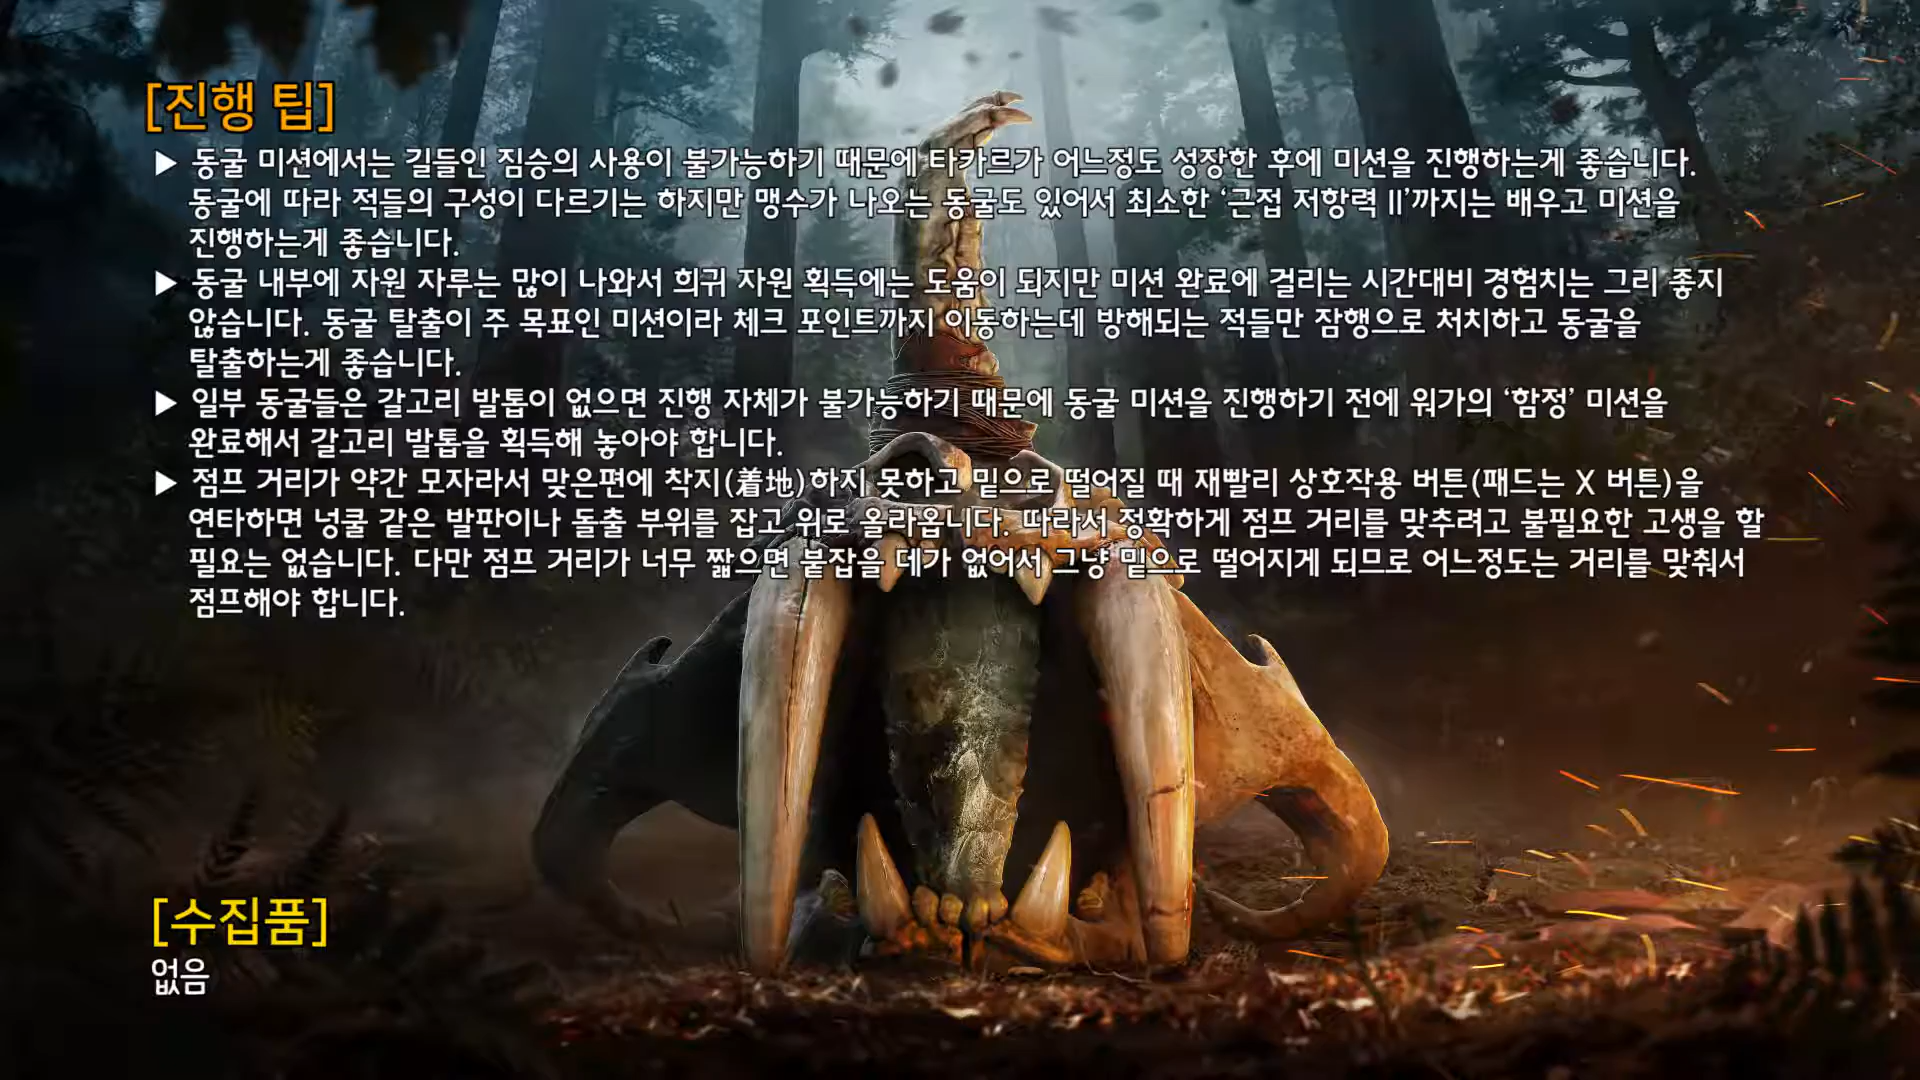 [진행 팁]
▶ 동굴 미션에서는 길들인 짐승의 사용이 불가능하기 때문에 타카르가 어느정도 성장한 후에 미션을 진행하는게 좋습니다.
동굴에 따라 적들의 구성이 다르기는 하지만 맹수가 나오는 동굴도 있어서 최소한 ‘근접 저항력 II’까지는 배우고 미션을
진행하는게 좋습니다.
▶ 동굴 내부에 자원 자루는 많이 나와서 희귀 자원 획득에는 도움이 되지만 미션 완료에 걸리는 시간대비 경험치는 그리 좋지
않습니다. 동굴 탈출이 주 목표인 미션이라 체크 포인트까지 이동하는데 방해되는 적들만 잠행으로 처치하고 동굴을
탈출하는게 좋습니다.
▶ 일부 동굴들은 갈고리 발톱이 없으면 진행 자체가 불가능하기 때문에 동굴 미션을 진행하기 전에 워가의 ‘함정’ 미션을
완료해서 갈고리 발톱을 획득해 놓아야 합니다.
▶ 점프 거리가 약간 모자라서 맞은편에 착지(着地)하지 못하고 밑으로 떨어질 때 재빨리 상호작용 버튼(패드는 X 버튼)을
연타하면 넝쿨 같은 발판이나 돌출 부위를 잡고 위로 올라옵니다. 따라서 정확하게 점프 거리를 맞추려고 불필요한 고생을 할
필요는 없습니다. 다만 점프 거리가 너무 짧으면 붙잡을 데가 없어서 그냥 밑으로 떨어지게 되므로 어느정도는 거리를 맞춰서
점프해야 합니다.
[수집품]
없음